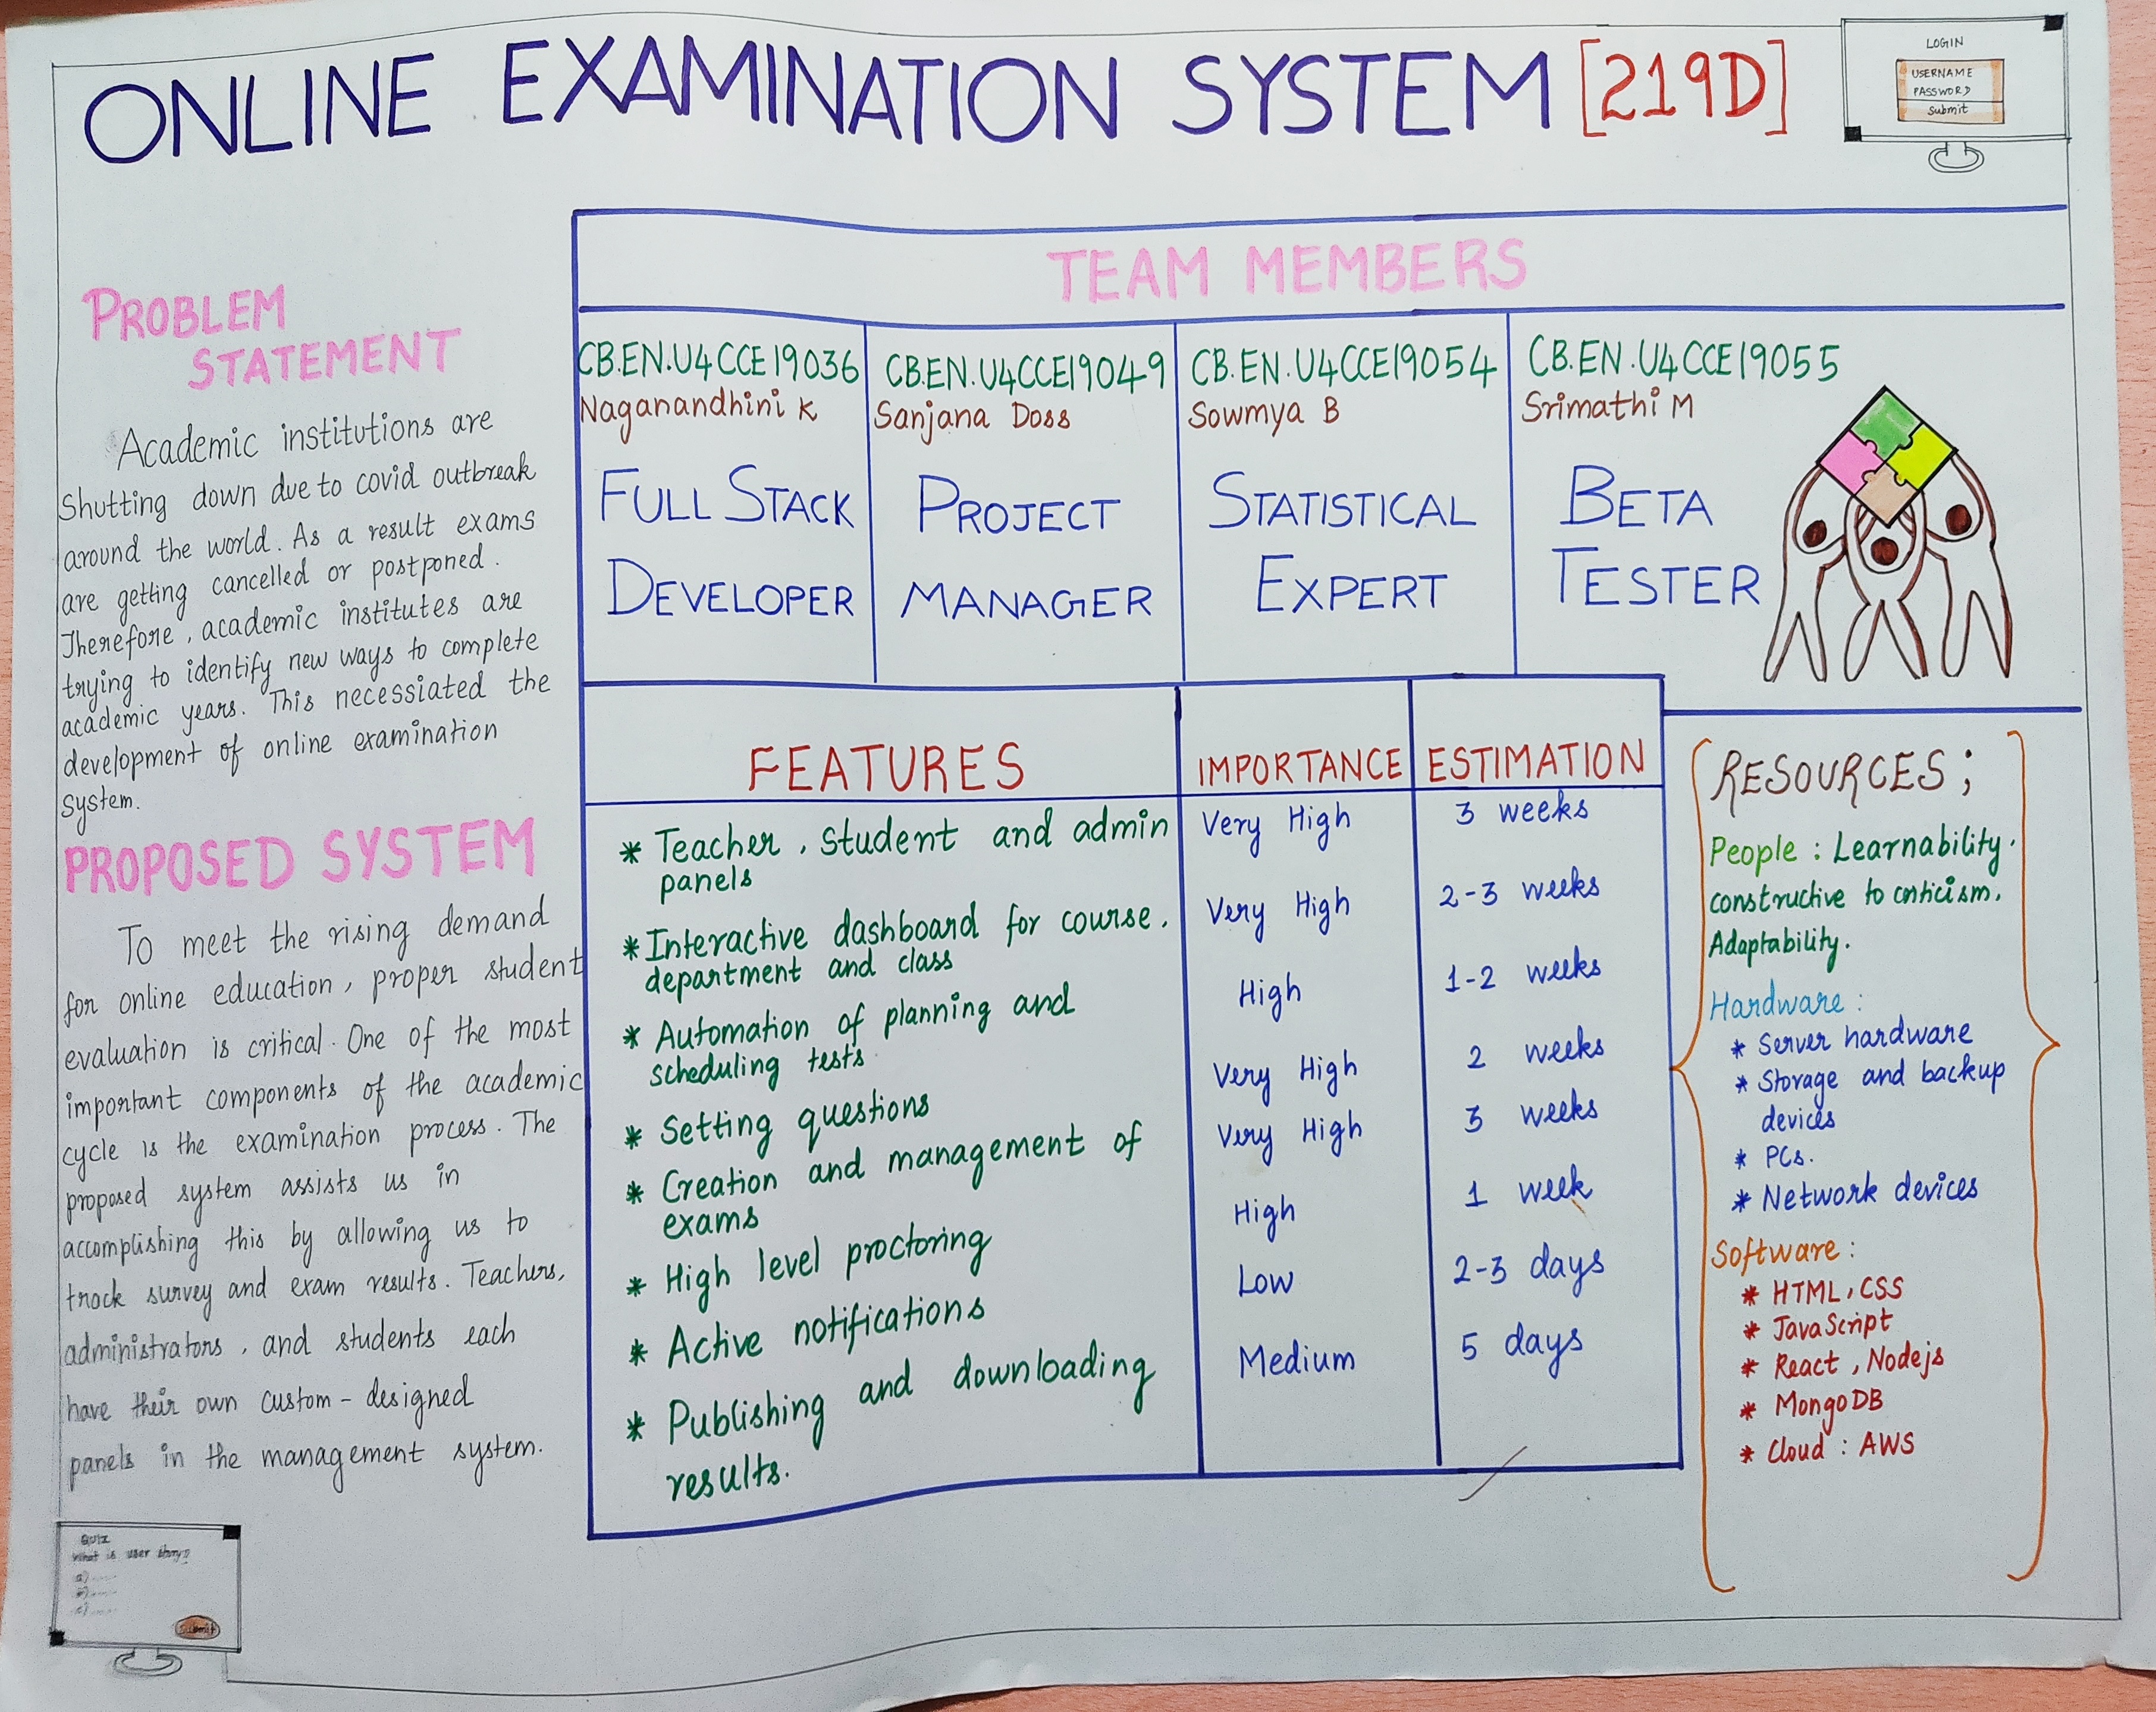 ONLINE EXAMINATION SYSTEM [219D]
LOGIN
USERNAME
PASSWORD
Submit
PROBLEM
STATEMENT
Academic institutions are
Shutting down due to covid outbreak
around the world. As a result exams
are getting cancelled or postponed.
Therefore, academic institutes are
trying to identify new ways to complete
academic years. This necessiated the
development of online examination
system.
PROPOSED SYSTEM
To meet the rising demand
for online education, proper student
evaluation is critical. One of the most
important components of the academic
cycle is the examination process. The
proposed system assists us in
accomplishing this by allowing us to
track survey and exam results. Teachers,
administrators, and students each
have their own custom-designed
panels in the management system.
QUIZ
What is user story?
a)
b)
c)
Submit
TEAM MEMBERS
CB.EN.U4CCE19036
Naganandhini K
FULL STACK
DEVELOPER
CB.EN.U4CCE19049
Sanjana Doss
PROJECT
MANAGER
CB.EN.U4CCE19054
Sowmya B
STATISTICAL
EXPERT
CB.EN.U4CCE19055
Srimathi M
BETA
TESTER
FEATURES IMPORTANCE ESTIMATION
* Teacher, Student and admin Very High 3 weeks
panels
* Interactive dashboard for course, Very High 2-3 weeks
department and class
* Automation of planning and High 1-2 weeks
scheduling tests
* Setting questions Very High 2 weeks
* Creation and management of Very High 3 weeks
exams
* High level proctoring High 1 week
* Active notifications Low 2-3 days
* Publishing and downloading Medium 5 days
results.
RESOURCES;
People : Learnability.
constructive to criticism.
Adaptability.
Hardware :
* Server hardware
* Storage and backup
devices
* PCs.
* Network devices
Software :
* HTML, CSS
* JavaScript
* React, Nodejs
* MongoDB
* Cloud : AWS